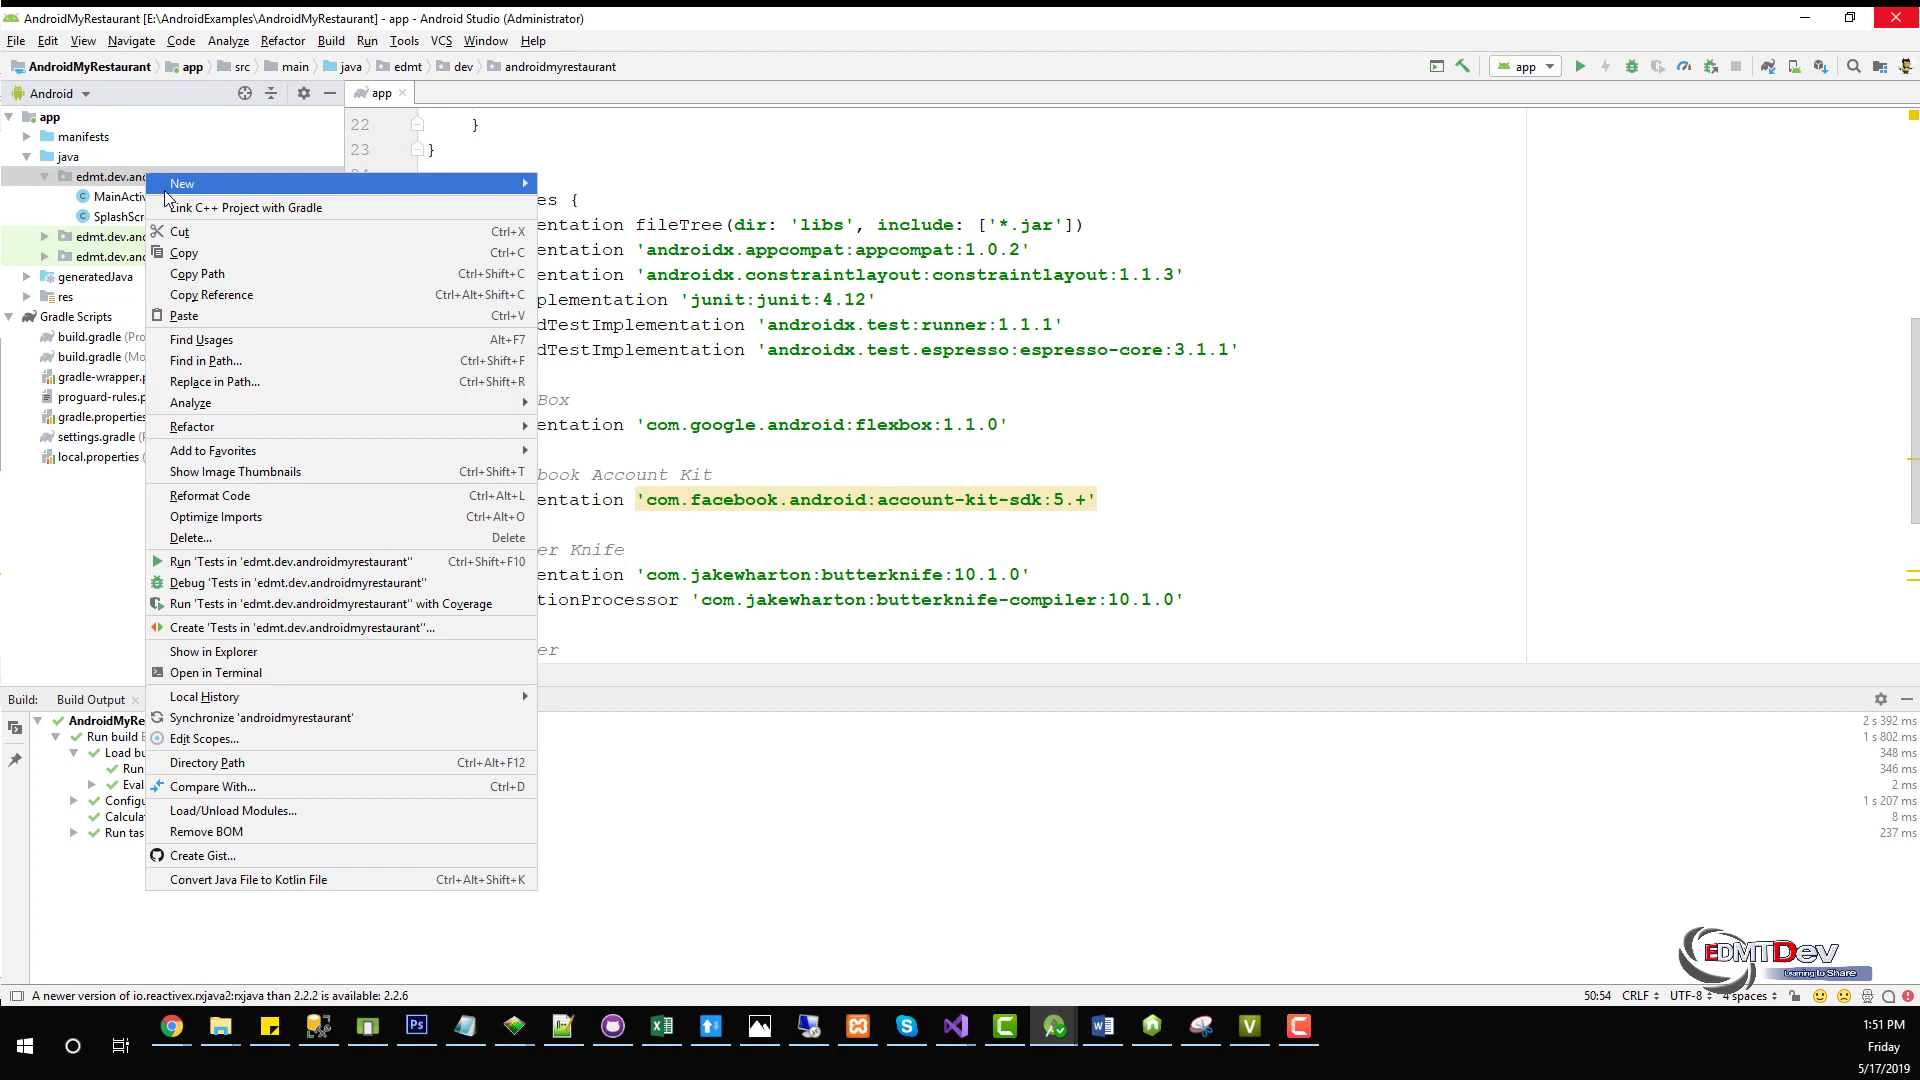 AndroidMyRestaurant [E:\AndroidExamples\AndroidMyRestaurant] - app - Android Studio (Administrator)
File Edit View Navigate Code Analyze Refactor Build Run Tools VCS Window Help
AndroidMyRestaurant app src main java edmt dev androidmyrestaurant app
Android app
app
manifests
java
edmt.dev.and
MainActiv
SplashScr
edmt.dev.and
edmt.dev.and
generatedJava
res
Gradle Scripts
build.gradle (Pro
build.gradle (Mo
gradle-wrapper.p
proguard-rules.p
gradle.properties
settings.gradle (P
local.properties
New
Link C++ Project with Gradle
Cut Ctrl+X
Copy Ctrl+C
Copy Path Ctrl+Shift+C
Copy Reference Ctrl+Alt+Shift+C
Paste Ctrl+V
Find Usages Alt+F7
Find in Path... Ctrl+Shift+F
Replace in Path... Ctrl+Shift+R
Analyze
Refactor
Add to Favorites
Show Image Thumbnails Ctrl+Shift+T
Reformat Code Ctrl+Alt+L
Optimize Imports Ctrl+Alt+O
Delete... Delete
Run 'Tests in 'edmt.dev.androidmyrestaurant'' Ctrl+Shift+F10
Debug 'Tests in 'edmt.dev.androidmyrestaurant''
Run 'Tests in 'edmt.dev.androidmyrestaurant'' with Coverage
Create 'Tests in 'edmt.dev.androidmyrestaurant''...
Show in Explorer
Open in Terminal
Local History
Synchronize 'androidmyrestaurant'
Edit Scopes...
Directory Path Ctrl+Alt+F12
Compare With... Ctrl+D
Load/Unload Modules...
Remove BOM
Create Gist...
Convert Java File to Kotlin File Ctrl+Alt+Shift+K
22 }
23 }
es {
entation fileTree(dir: 'libs', include: ['*.jar'])
entation 'androidx.appcompat:appcompat:1.0.2'
entation 'androidx.constraintlayout:constraintlayout:1.1.3'
plementation 'junit:junit:4.12'
dTestImplementation 'androidx.test:runner:1.1.1'
dTestImplementation 'androidx.test.espresso:espresso-core:3.1.1'
Box
entation 'com.google.android:flexbox:1.1.0'
book Account Kit
entation 'com.facebook.android:account-kit-sdk:5.+'
er Knife
entation 'com.jakewharton:butterknife:10.1.0'
tionProcessor 'com.jakewharton:butterknife-compiler:10.1.0'
er
Build: Build Output
AndroidMyRe 2 s 392 ms
Run build 1 s 802 ms
Load bu 348 ms
Run 346 ms
Eval 2 ms
Configu 1 s 207 ms
Calcula 8 ms
Run tas 237 ms
EDMTDev
Learning to Share
A newer version of io.reactivex.rxjava2:rxjava than 2.2.2 is available: 2.2.6 50:54 CRLF UTF-8 4 spaces
1:51 PM
Friday
5/17/2019